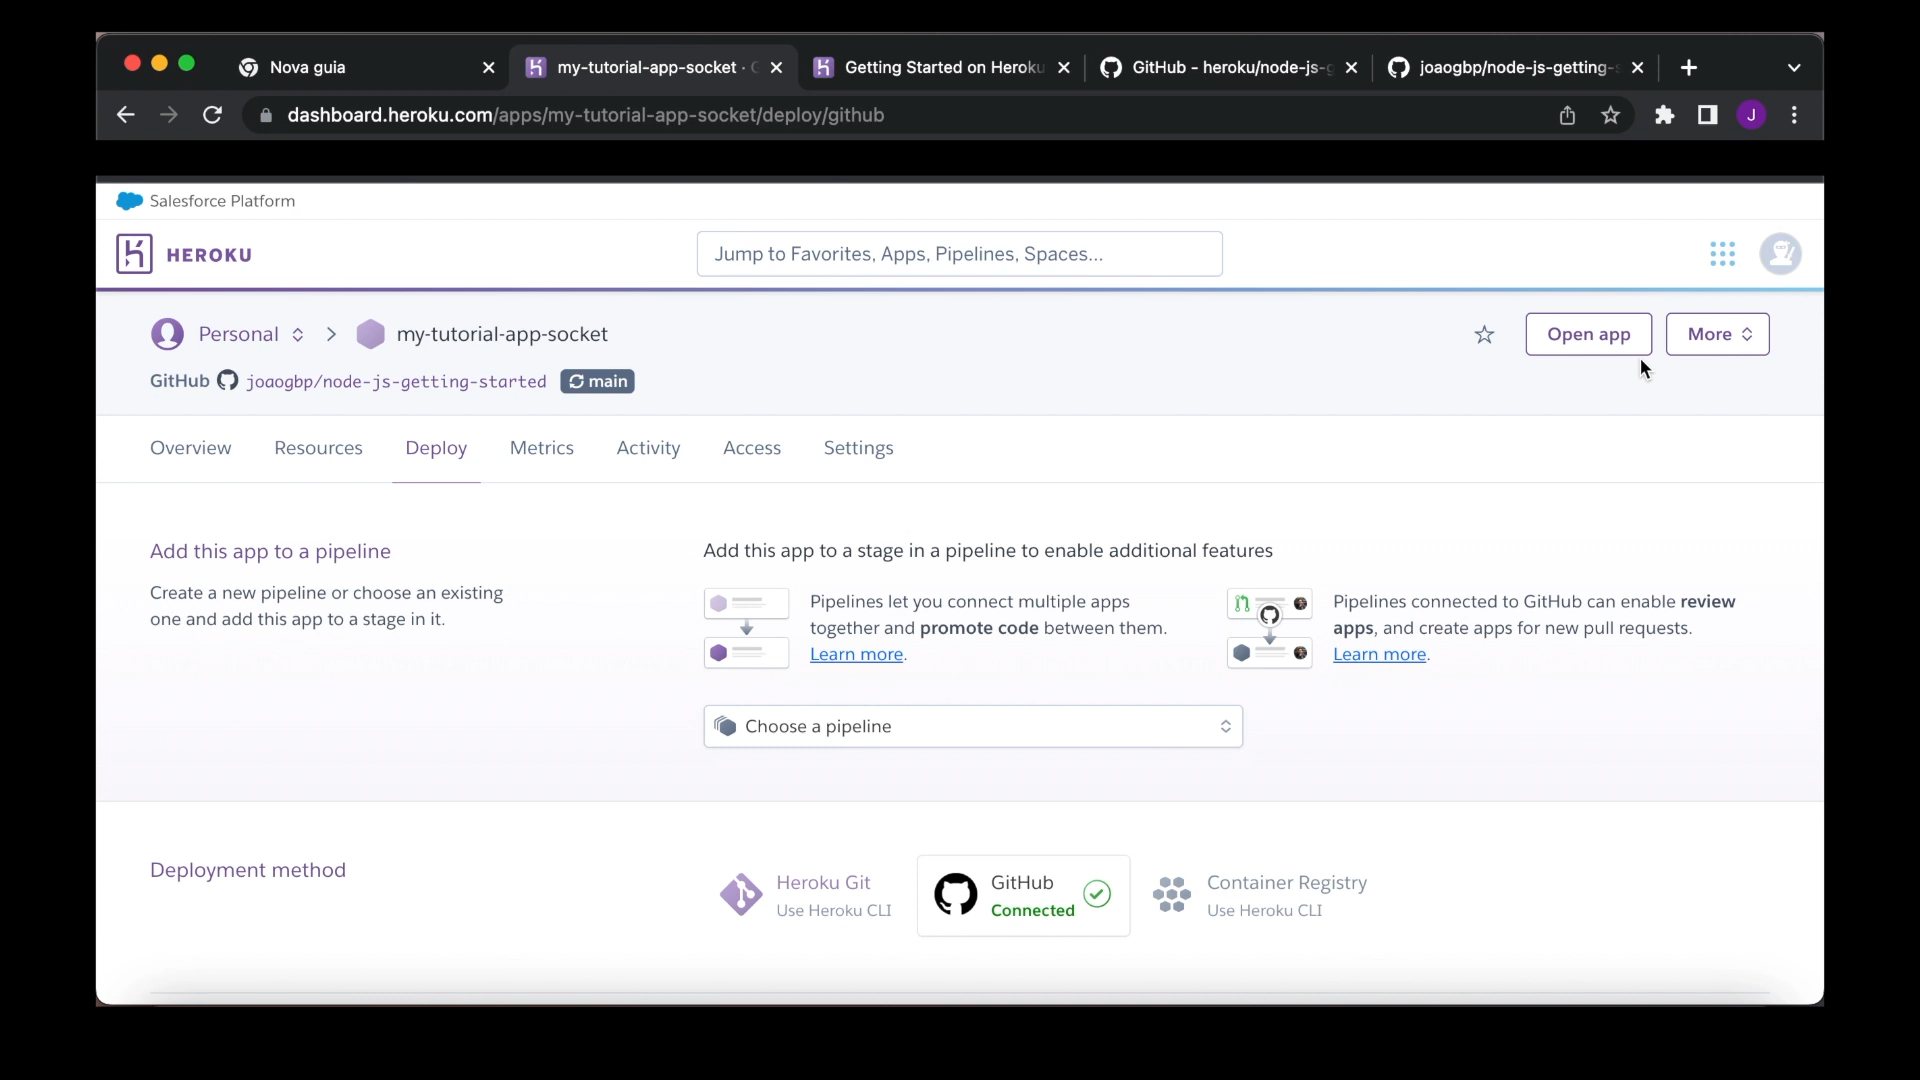 Nova guia
my-tutorial-app-socket ·
Getting Started on Heroku
GitHub - heroku/node-js-g
joaogbp/node-js-getting-s
dashboard.heroku.com/apps/my-tutorial-app-socket/deploy/github
J
Salesforce Platform
HEROKU
Jump to Favorites, Apps, Pipelines, Spaces...
Personal
my-tutorial-app-socket
Open app
More
GitHub joaogbp/node-js-getting-started main
Overview Resources Deploy Metrics Activity Access Settings
Add this app to a pipeline
Create a new pipeline or choose an existing
one and add this app to a stage in it.
Add this app to a stage in a pipeline to enable additional features
Pipelines let you connect multiple apps
together and promote code between them.
Learn more.
Pipelines connected to GitHub can enable review
apps, and create apps for new pull requests.
Learn more.
Choose a pipeline
Deployment method
Heroku Git
Use Heroku CLI
GitHub
Connected
Container Registry
Use Heroku CLI